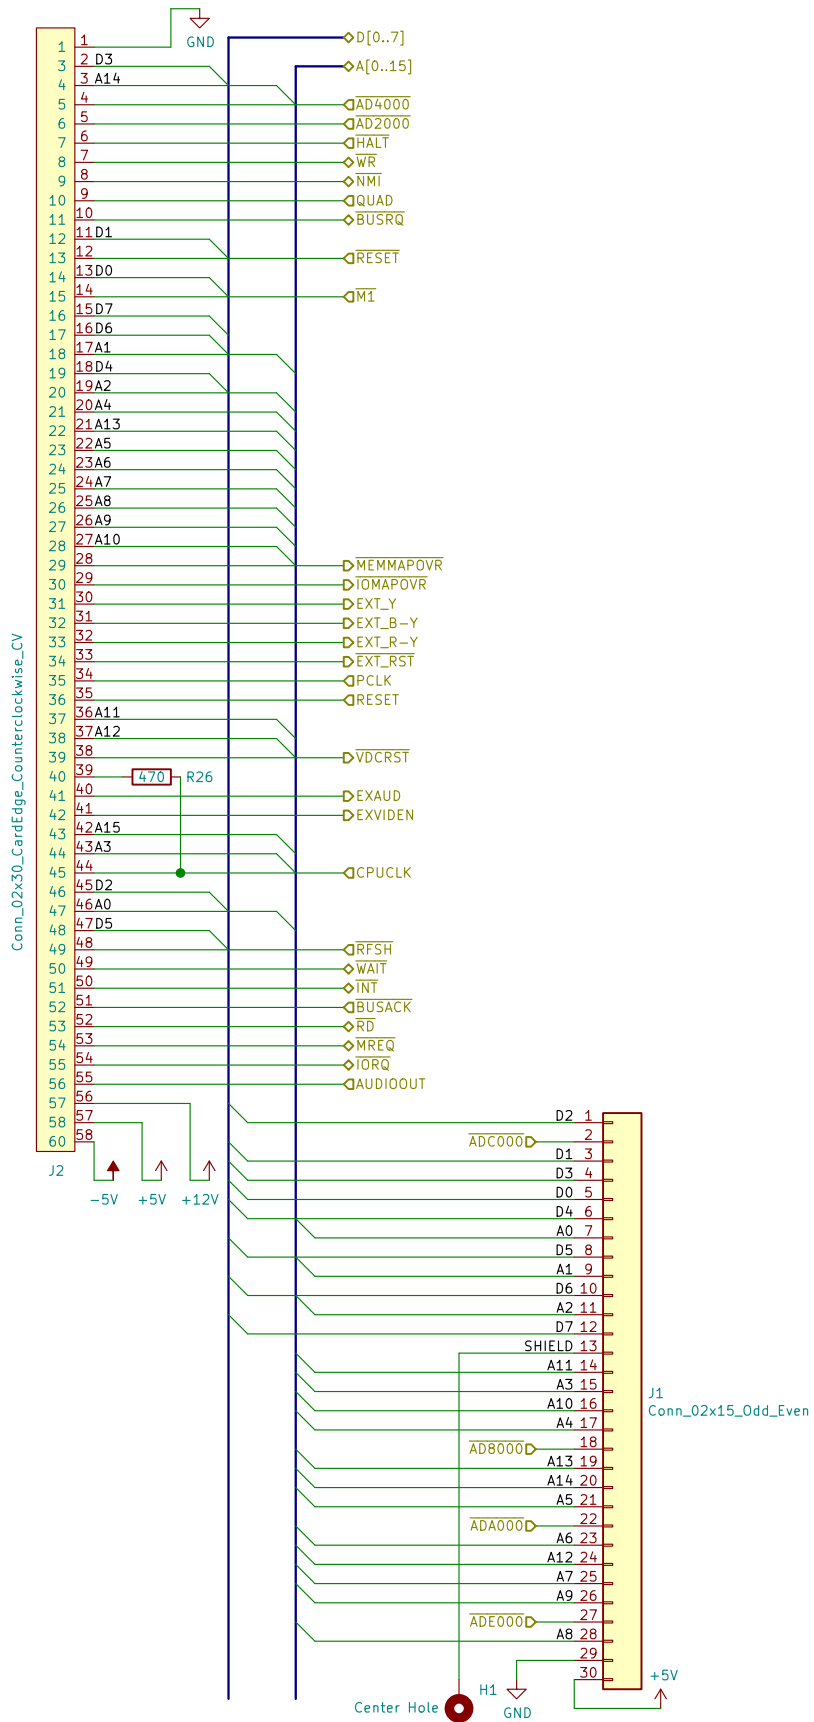 GND
D[0..7]
A[0..15]
1 1
3 2 D3
4 3 A14
5 4 AD4000
6 5 AD2000
7 6 HALT
8 7 WR
9 8 NMI
10 9 QUAD
11 10 BUSRQ
12 11 D1
13 12 RESET
14 13 D0
15 14 M1
16 15 D7
17 16 D6
18 17 A1
19 18 D4
20 19 A2
21 20 A4
22 21 A13
23 22 A5
24 23 A6
25 24 A7
26 25 A8
27 26 A9
28 27 A10
29 28 MEMMAPOVR
30 29 IOMAPOVR
31 30 EXT_Y
32 31 EXT_B-Y
33 32 EXT_R-Y
34 33 EXT_RST
35 34 PCLK
36 35 RESET
37 36 A11
38 37 A12
39 38 VDCRST
40 39 470 R26
41 40 EXAUD
42 41 EXVIDEN
43 42 A15
44 43 A3
45 44 CPUCLK
46 45 D2
47 46 A0
48 47 D5
49 48 RFSH
50 49 WAIT
51 50 INT
52 51 BUSACK
53 52 RD
54 53 MREQ
55 54 IORQ
56 55 AUDIOOUT
57 56
58 57
60 58
Conn_02x30_CardEdge_Counterclockwise_CV
J2
-5V
+5V
+12V
D2 1
ADC000 2
D1 3
D3 4
D0 5
D4 6
A0 7
D5 8
A1 9
D6 10
A2 11
D7 12
SHIELD 13
A11 14
A3 15
A10 16
A4 17
AD8000 18
A13 19
A14 20
A5 21
ADA000 22
A6 23
A12 24
A7 25
A9 26
ADE000 27
A8 28
29
30
J1
Conn_02x15_Odd_Even
+5V
H1
Center Hole
GND